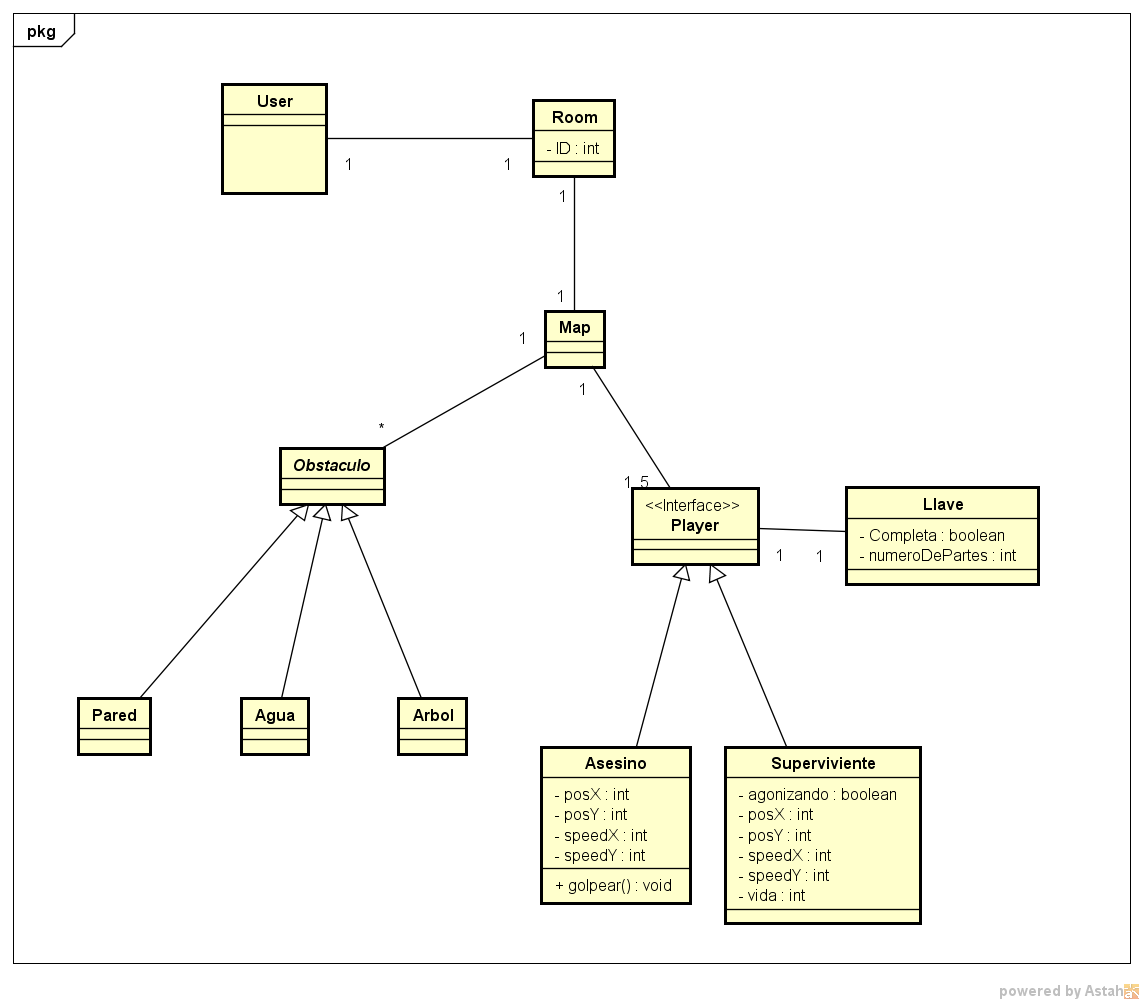 pkg
User
Room
- ID : int
1
1
1
1
Map
1
1
*
Obstaculo
1..5
<<Interface>>
Player
Llave
- Completa : boolean
- numeroDePartes : int
1
1
Pared
Agua
Arbol
Asesino
- posX : int
- posY : int
- speedX : int
- speedY : int
+ golpear() : void
Superviviente
- agonizando : boolean
- posX : int
- posY : int
- speedX : int
- speedY : int
- vida : int
powered by Astah